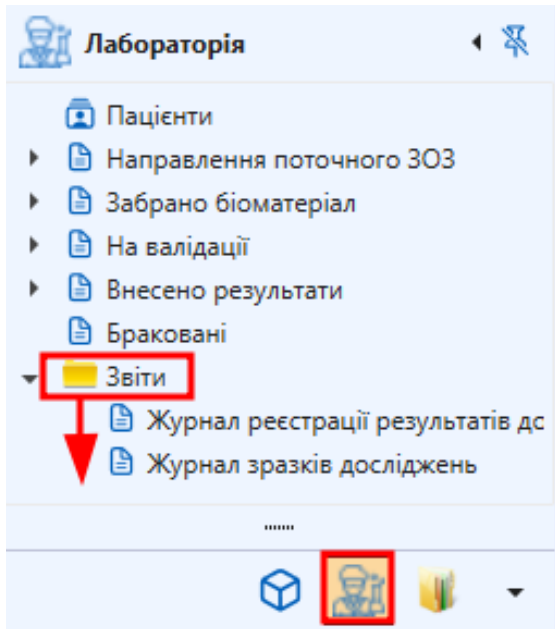 Лабораторія
Пацієнти
Направлення поточного ЗОЗ
Забрано біоматеріал
На валідації
Внесено результати
Браковані
Звіти
Журнал реєстрації результатів дс
Журнал зразків досліджень